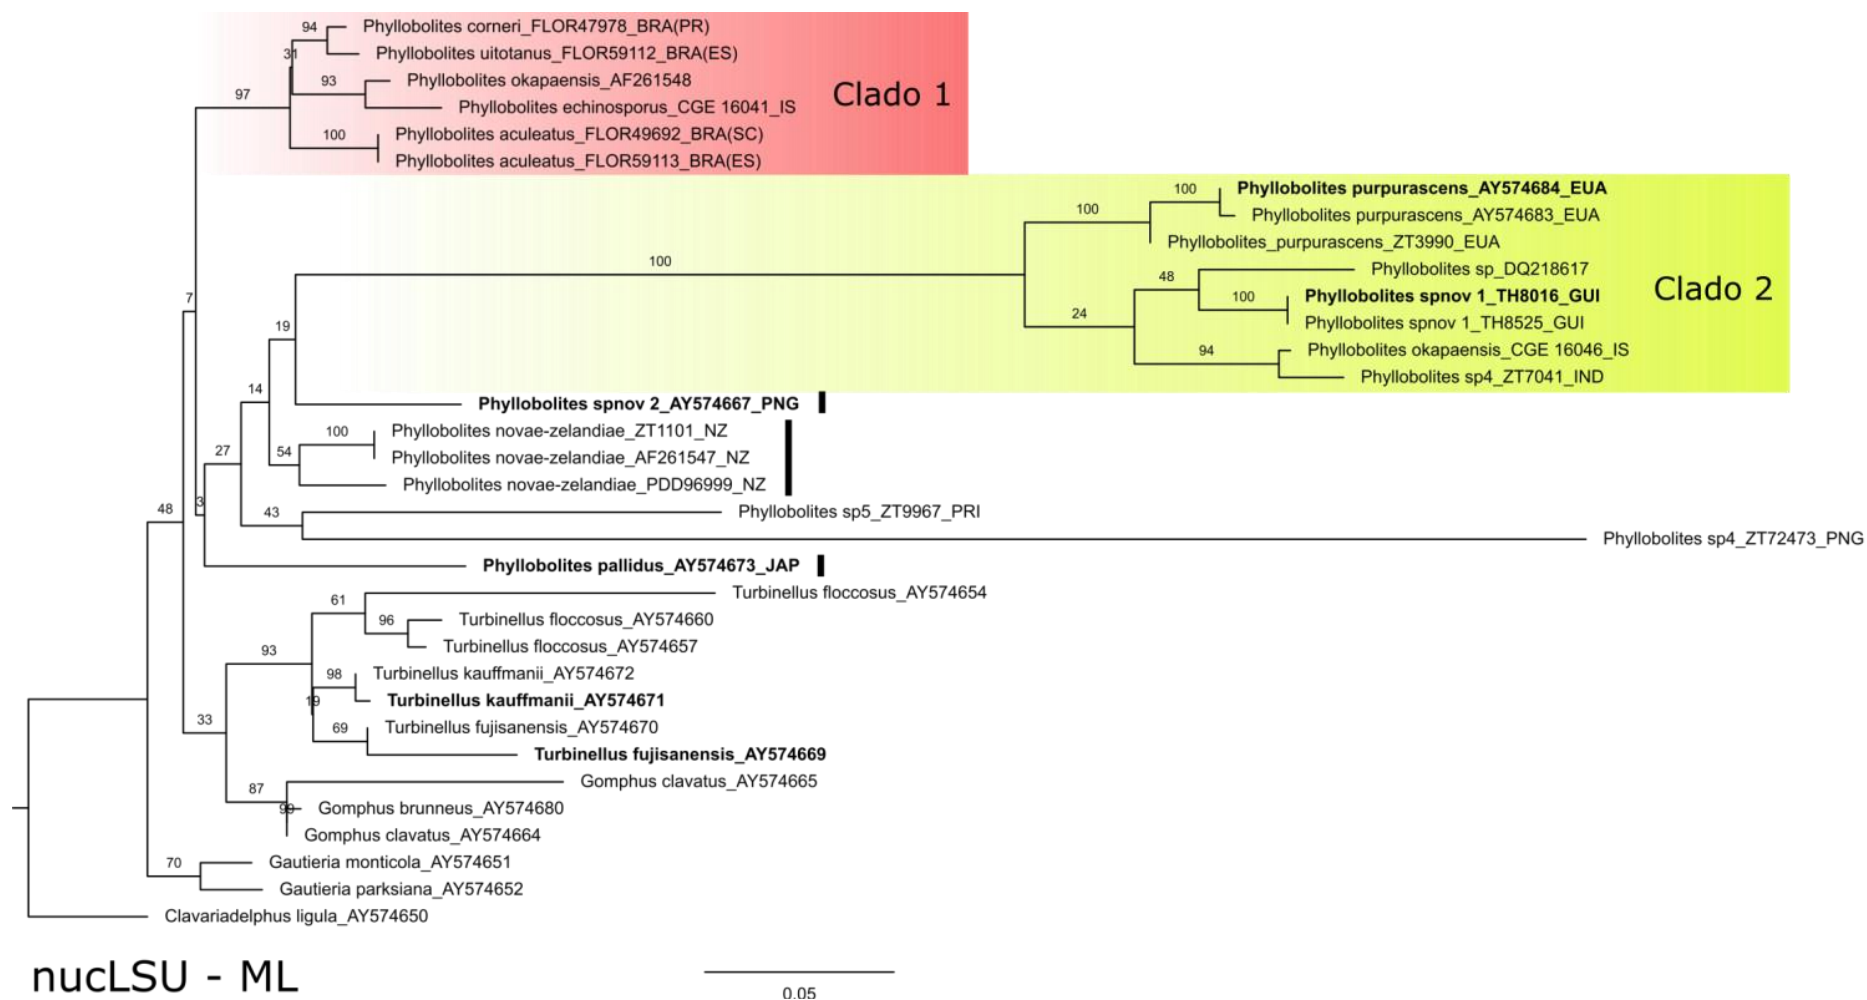 94
Phyllobolites corneri_FLOR47978_BRA(PR)
31
Phyllobolites uitotanus_FLOR59112_BRA(ES)
93
Phyllobolites okapaensis_AF261548
97
Clado 1
Phyllobolites echinosporus_CGE 16041_IS
100
Phyllobolites aculeatus_FLOR49692_BRA(SC)
Phyllobolites aculeatus_FLOR59113_BRA(ES)
100
Phyllobolites purpurascens_AY574684_EUA
100
Phyllobolites purpurascens_AY574683_EUA
Phyllobolites_purpurascens_ZT3990_EUA
100
48
Phyllobolites sp_DQ218617
Clado 2
7
100
Phyllobolites spnov 1_TH8016_GUI
24
Phyllobolites spnov 1_TH8525_GUI
19
94
Phyllobolites okapaensis_CGE 16046_IS
Phyllobolites sp4_ZT7041_IND
14
Phyllobolites spnov 2_AY574667_PNG
100
Phyllobolites novae-zelandiae_ZT1101_NZ
27
54
Phyllobolites novae-zelandiae_AF261547_NZ
Phyllobolites novae-zelandiae_PDD96999_NZ
48
3
43
Phyllobolites sp5_ZT9967_PRI
Phyllobolites sp4_ZT72473_PNG
Phyllobolites pallidus_AY574673_JAP
61
Turbinellus floccosus_AY574654
96
Turbinellus floccosus_AY574660
93
Turbinellus floccosus_AY574657
98
Turbinellus kauffmanii_AY574672
19
Turbinellus kauffmanii_AY574671
33
69
Turbinellus fujisanensis_AY574670
Turbinellus fujisanensis_AY574669
87
Gomphus clavatus_AY574665
Gomphus brunneus_AY574680
Gomphus clavatus_AY574664
70
Gautieria monticola_AY574651
Gautieria parksiana_AY574652
Clavariadelphus ligula_AY574650
nucLSU - ML
0.05